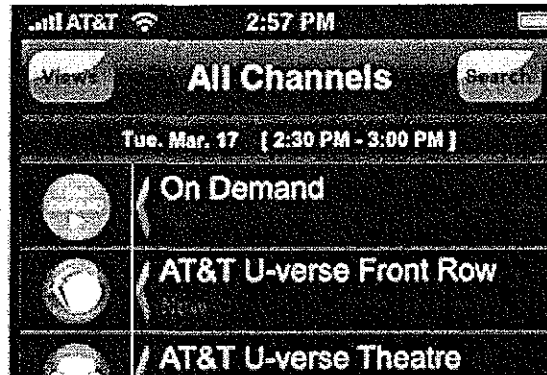 AT&T 2:57 PM
Views All Channels Search
Tue. Mar. 17 [ 2:30 PM - 3:00 PM ]
On Demand
AT&T U-verse Front Row
AT&T U-verse Theatre